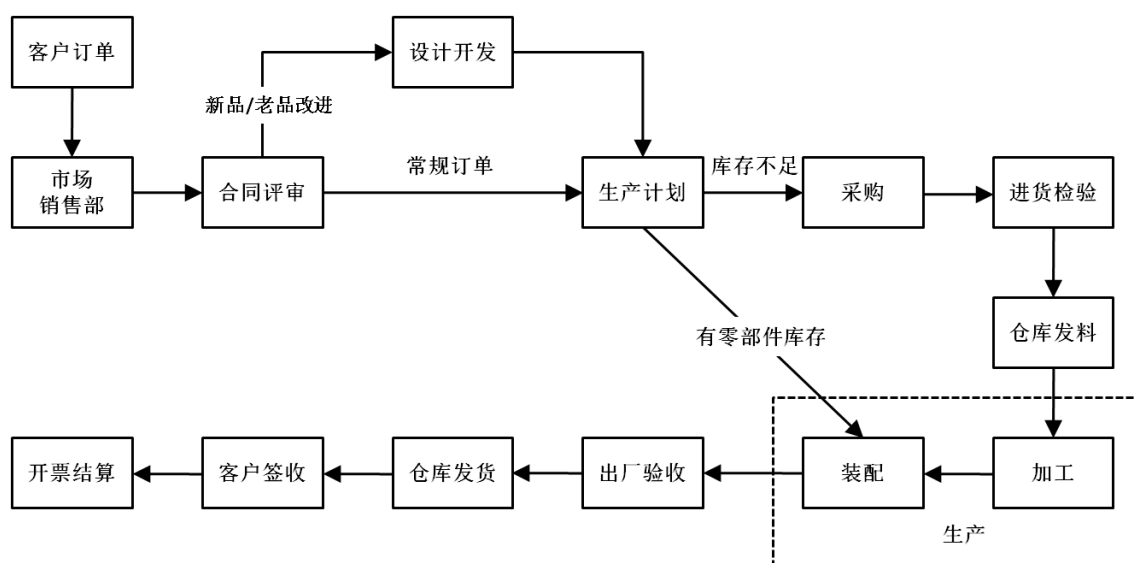 客户订单
设计开发
新品/老品改进
市场
销售部
合同评审
常规订单
生产计划
库存不足
采购
进货检验
有零部件库存
仓库发料
开票结算
客户签收
仓库发货
出厂验收
装配
加工
生产